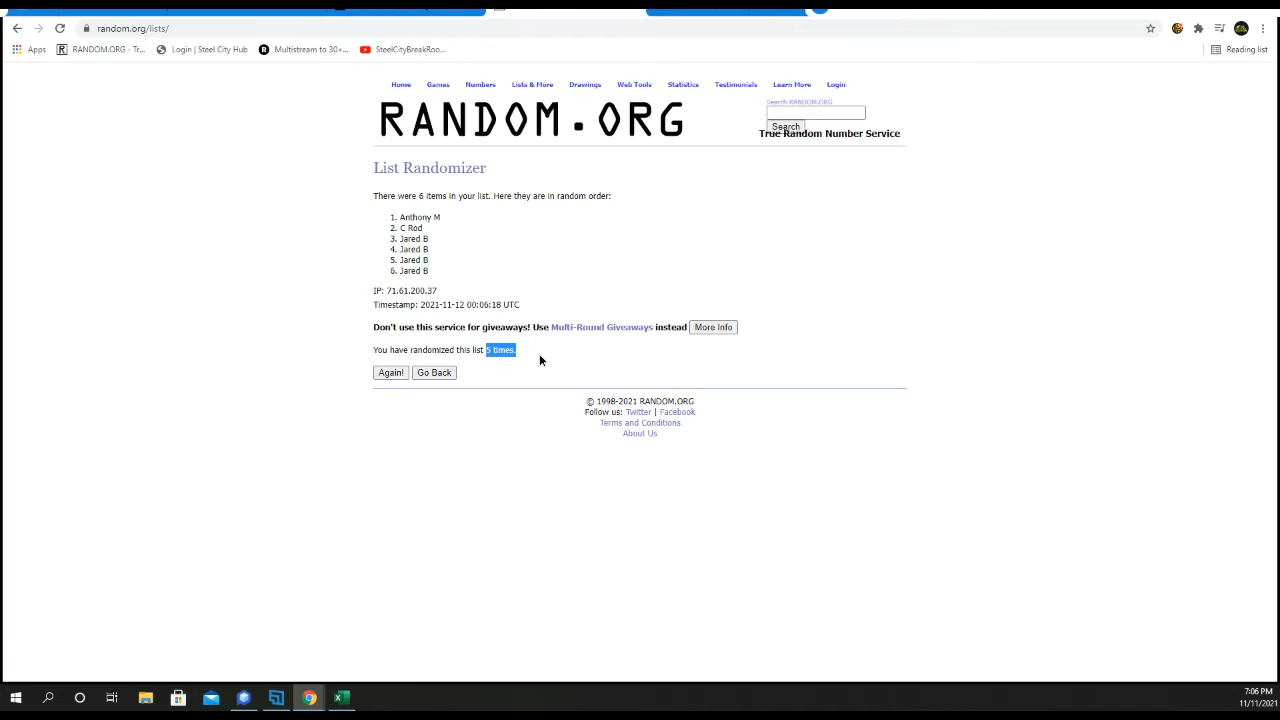 random.org/lists/
Apps RANDOM.ORG - Tr... Login | Steel City Hub Multistream to 30+... SteelCityBreakRoo... Reading list
Home Games Numbers Lists & More Drawings Web Tools Statistics Testimonials Learn More Login
Search RANDOM.ORG
RANDOM.ORG
Search
True Random Number Service
List Randomizer
There were 6 items in your list. Here they are in random order:
1. Anthony M
2. C Rod
3. Jared B
4. Jared B
5. Jared B
6. Jared B
IP: 71.61.200.37
Timestamp: 2021-11-12 00:06:18 UTC
Don't use this service for giveaways! Use Multi-Round Giveaways instead More Info
You have randomized this list 5 times.
Again! Go Back
© 1998-2021 RANDOM.ORG
Follow us: Twitter | Facebook
Terms and Conditions
About Us
7:06 PM
11/11/2021